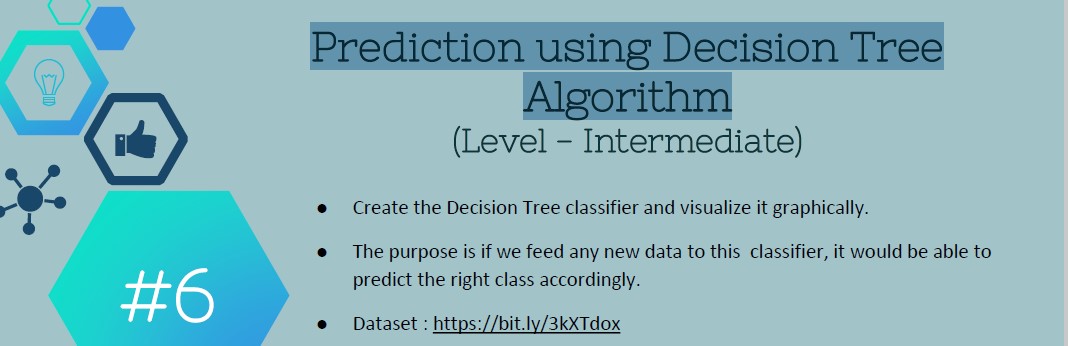 Prediction using Decision Tree
Algorithm
(Level – Intermediate)
● Create the Decision Tree classifier and visualize it graphically.
● The purpose is if we feed any new data to this  classifier, it would be able to
predict the right class accordingly.
● Dataset : https://bit.ly/3kXTdox
#6